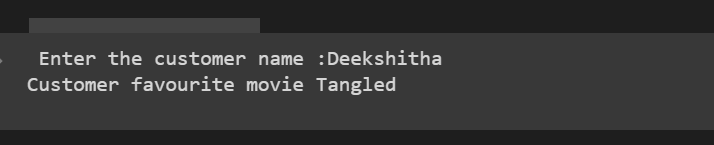 Enter the customer name :Deekshitha
Customer favourite movie Tangled